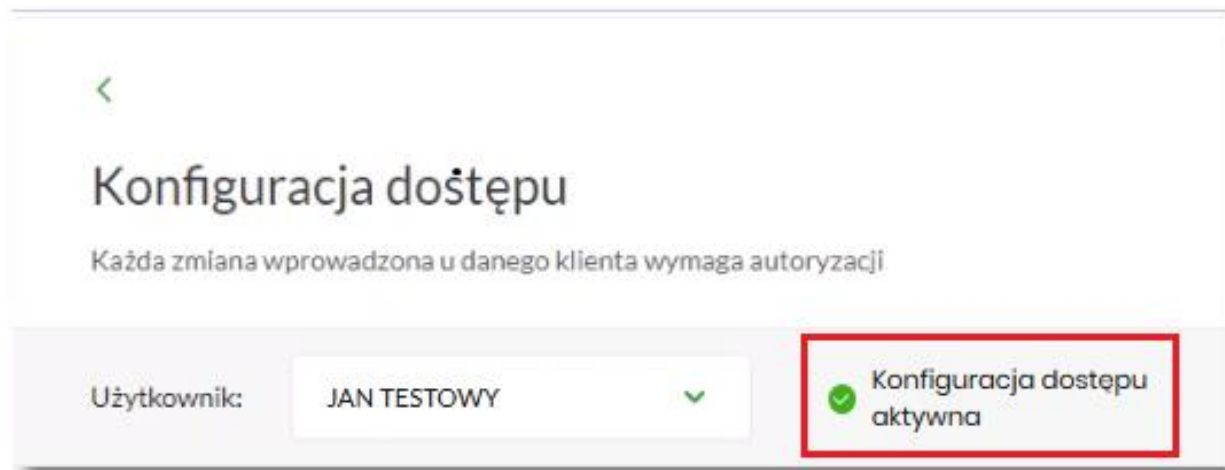 Konfiguracja dostępu
Każda zmiana wprowadzona u danego klienta wymaga autoryzacji
Użytkownik:
JAN TESTOWY
Konfiguracja dostępu
aktywna